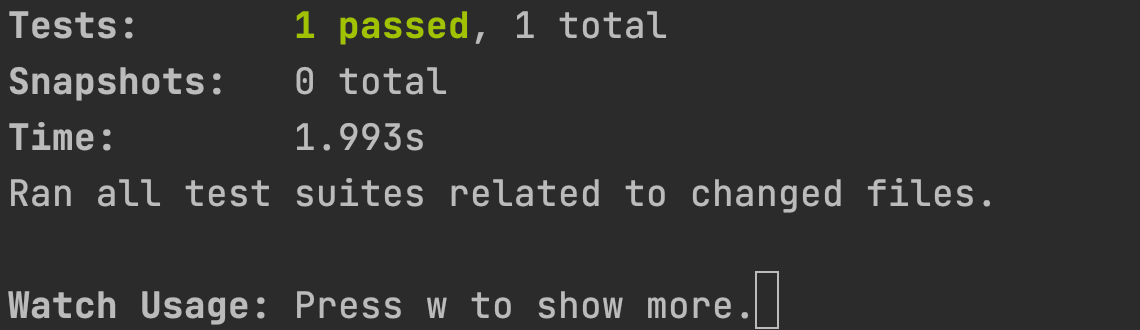 Tests: 1 passed, 1 total
Snapshots: 0 total
Time: 1.993s
Ran all test suites related to changed files.
Watch Usage: Press w to show more.